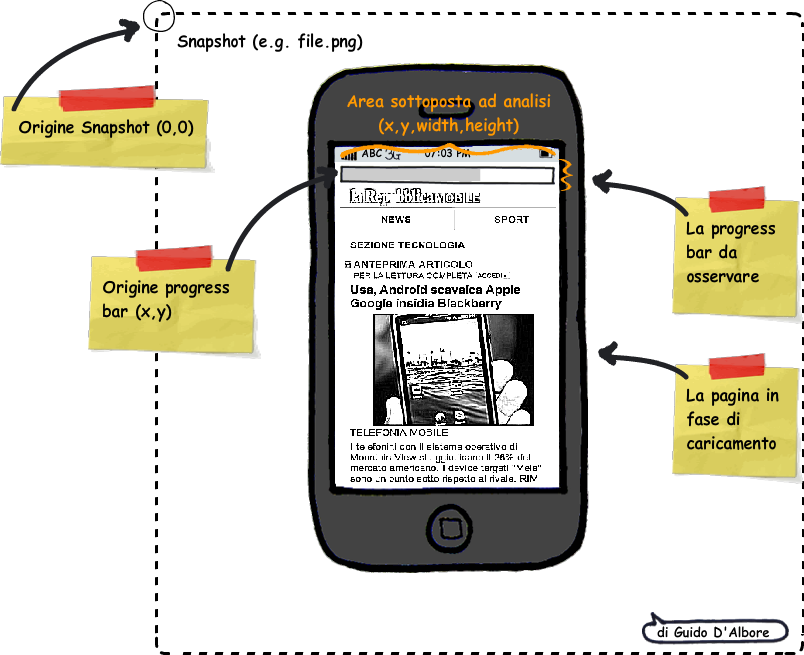 Snapshot (e.g. file.png)
Origine Snapshot (0,0)
Area sottoposta ad analisi
(x,y,width,height)
ABC 3G 07:03 PM
la Repubblica MOBILE
NEWS SPORT
SEZIONE TECNOLOGIA
ANTEPRIMA ARTICOLO
PER LA LETTURA COMPLETA
Usa, Android scavalca Apple
Google insidia Blackberry
TELEFONIA MOBILE
I telefonini con il sistema operativo di
Mountain View si aggiudicano il 26% del
mercato americano. I device targati "Mela"
sono un punto sotto rispetto al rivale. RIM
Origine progress
bar (x,y)
La progress
bar da
osservare
La pagina in
fase di
caricamento
di Guido D'Albore